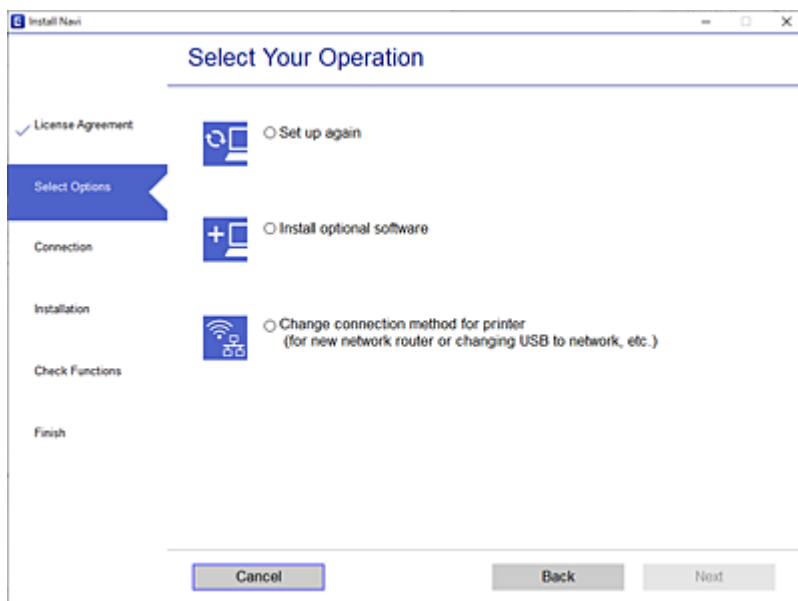 Install Navi
Select Your Operation
License Agreement
Select Options
Connection
Installation
Check Functions
Finish
Set up again
Install optional software
Change connection method for printer
(for new network router or changing USB to network, etc.)
Cancel
Back
Next